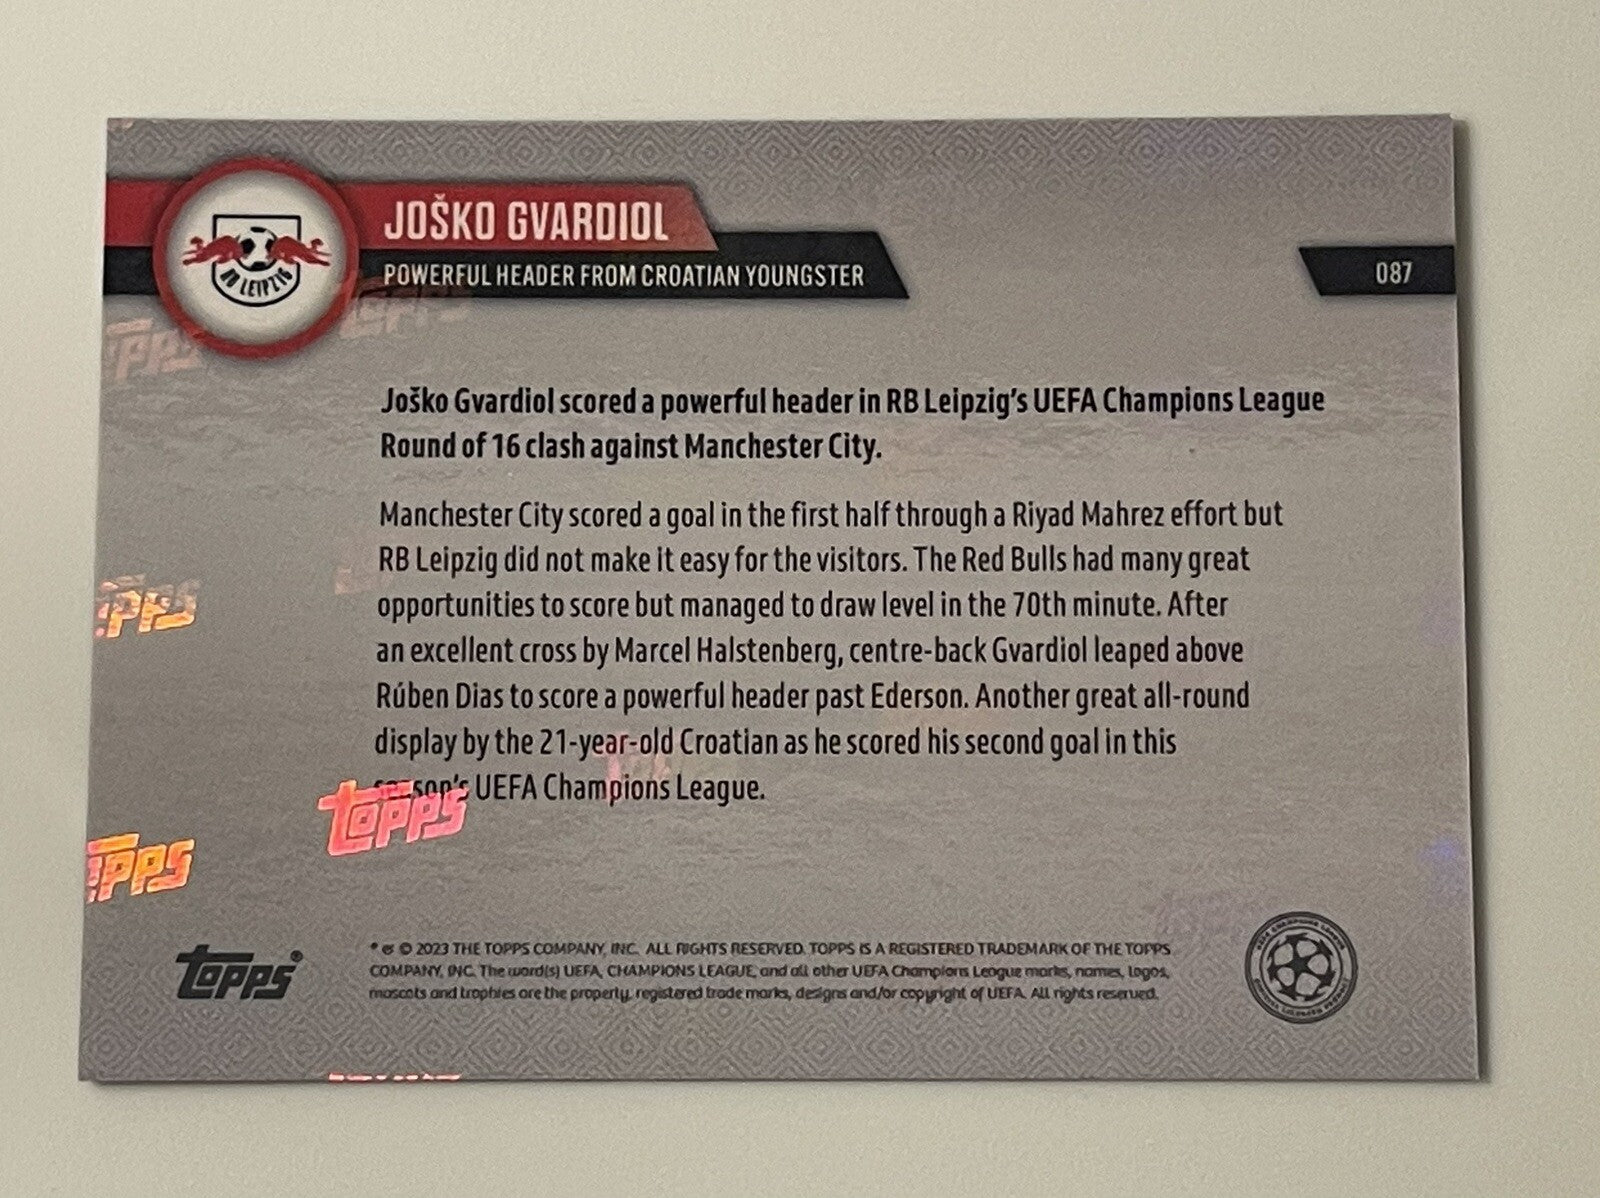 JOŠKO GVARDIOL
POWERFUL HEADER FROM CROATIAN YOUNGSTER
087
RB LEIPZIG
Joško Gvardiol scored a powerful header in RB Leipzig's UEFA Champions League
Round of 16 clash against Manchester City.
Manchester City scored a goal in the first half through a Riyad Mahrez effort but
RB Leipzig did not make it easy for the visitors. The Red Bulls had many great
opportunities to score but managed to draw level in the 70th minute. After
an excellent cross by Marcel Halstenberg, centre-back Gvardiol leaped above
Rúben Dias to score a powerful header past Ederson. Another great all-round
display by the 21-year-old Croatian as he scored his second goal in this
season's UEFA Champions League.
Topps
Topps®
* & © 2023 THE TOPPS COMPANY, INC. ALL RIGHTS RESERVED. TOPPS IS A REGISTERED TRADEMARK OF THE TOPPS
COMPANY, INC. The word(s) UEFA, CHAMPIONS LEAGUE, and all other UEFA Champions League marks, names, logos,
mascots and trophies are the property, registered trade marks, designs and/or copyright of UEFA. All rights reserved.